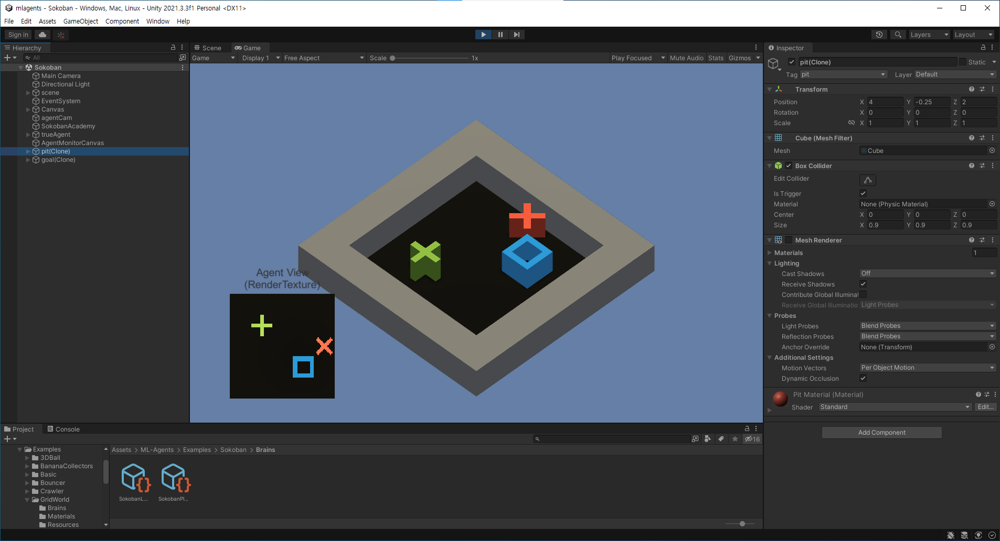 mlagents - Sokoban - Windows, Mac, Linux - Unity 2021.3.3f1 Personal <DX11>
File Edit Assets GameObject Component Window Help
Sign in
Layers
Layout
Hierarchy
All
Sokoban
Main Camera
Directional Light
scene
EventSystem
Canvas
agentCam
SokobanAcademy
trueAgent
AgentMonitorCanvas
pit(Clone)
goal(Clone)
Scene Game
Game Display 1 Free Aspect Scale 1x Play Focused Mute Audio Stats Gizmos
Agent View
(RenderTexture)
Inspector
pit(Clone) Static
Tag pit Layer Default
Transform
Position X 4 Y -0.25 Z 2
Rotation X 0 Y 0 Z 0
Scale X 1 Y 1 Z 1
Cube (Mesh Filter)
Mesh Cube
Box Collider
Edit Collider
Is Trigger
Material None (Physic Material)
Center X 0 Y 0 Z 0
Size X 0.9 Y 0.9 Z 0.9
Mesh Renderer
Materials 1
Lighting
Cast Shadows Off
Receive Shadows
Contribute Global Illuminat
Receive Global Illuminatio Light Probes
Probes
Light Probes Blend Probes
Reflection Probes Blend Probes
Anchor Override None (Transform)
Additional Settings
Motion Vectors Per Object Motion
Dynamic Occlusion
Pit Material (Material)
Shader Standard Edit...
Add Component
Project Console
16
Examples
3DBall
BananaCollectors
Basic
Bouncer
Crawler
GridWorld
Brains
Materials
Resources
Assets > ML-Agents > Examples > Sokoban > Brains
SokobanL...
SokobanPl...